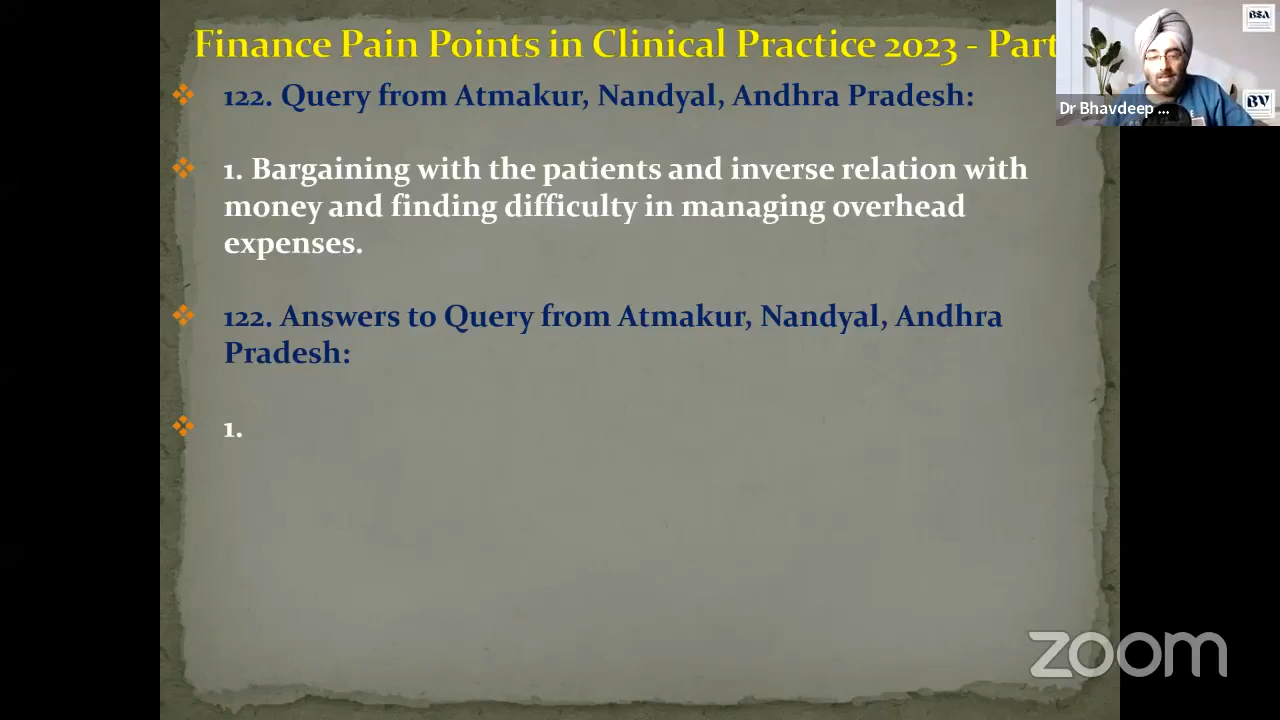 Finance Pain Points in Clinical Practice 2023 - Part
122. Query from Atmakur, Nandyal, Andhra Pradesh:
1. Bargaining with the patients and inverse relation with
money and finding difficulty in managing overhead
expenses.
122. Answers to Query from Atmakur, Nandyal, Andhra
Pradesh:
1.
BSA
BV
Dr Bhavdeep ...
zoom